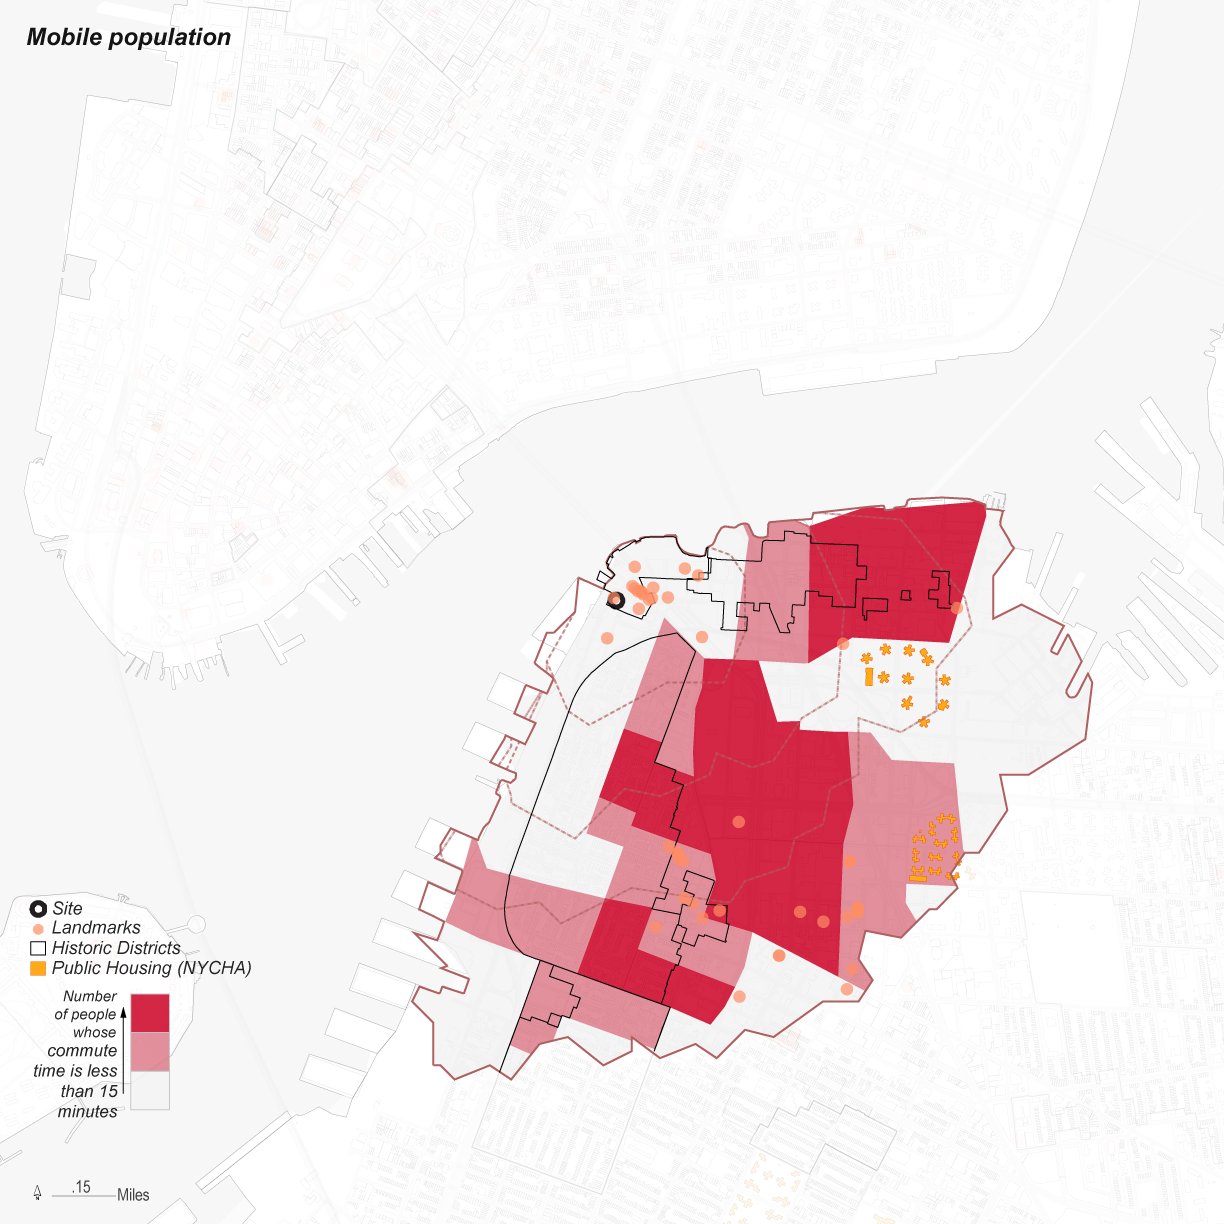 Mobile population
Site
Landmarks
Historic Districts
Public Housing (NYCHA)
Number
of people
whose
commute
time is less
than 15
minutes
.15
Miles